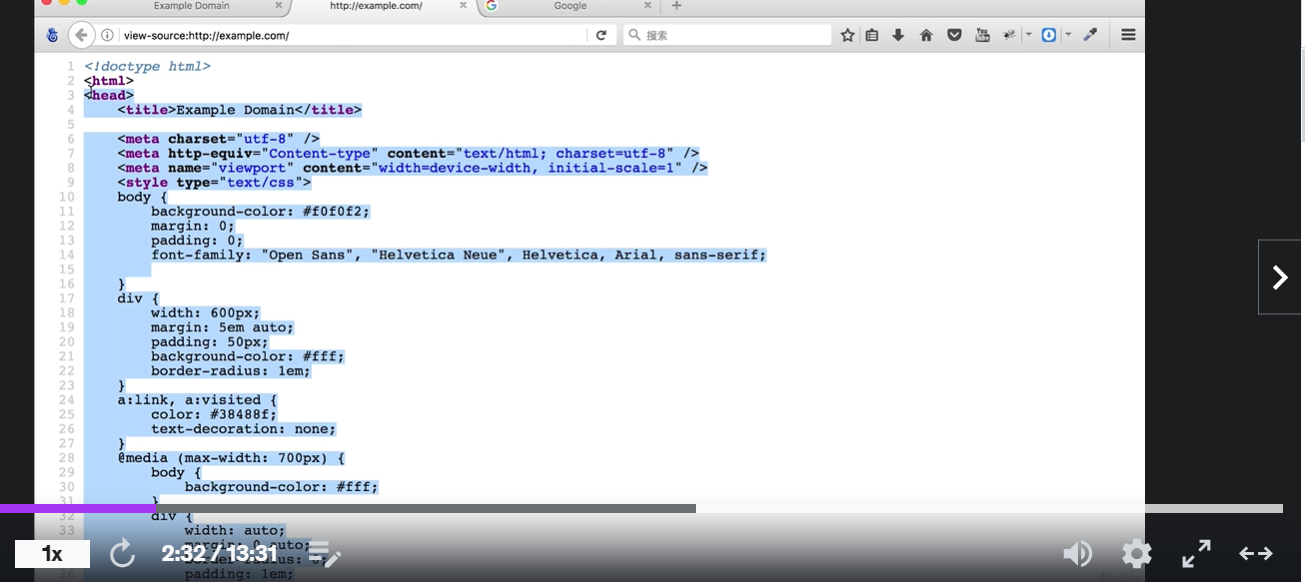 Example Domain × http://example.com/ × Google × +
view-source:http://example.com/ 搜索
1 <!doctype html>
2 <html>
3 <head>
4 <title>Example Domain</title>
5
6 <meta charset="utf-8" />
7 <meta http-equiv="Content-type" content="text/html; charset=utf-8" />
8 <meta name="viewport" content="width=device-width, initial-scale=1" />
9 <style type="text/css">
10 body {
11 background-color: #f0f0f2;
12 margin: 0;
13 padding: 0;
14 font-family: "Open Sans", "Helvetica Neue", Helvetica, Arial, sans-serif;
15
16 }
17 div {
18 width: 600px;
19 margin: 5em auto;
20 padding: 50px;
21 background-color: #fff;
22 border-radius: 1em;
23 }
24 a:link, a:visited {
25 color: #38488f;
26 text-decoration: none;
27 }
28 @media (max-width: 700px) {
29 body {
30 background-color: #fff;
31 }
32 div {
33 width: auto;
margin: 0 auto;
border-radius: 0;
36 padding: 1em;
1x 2:32 / 13:31